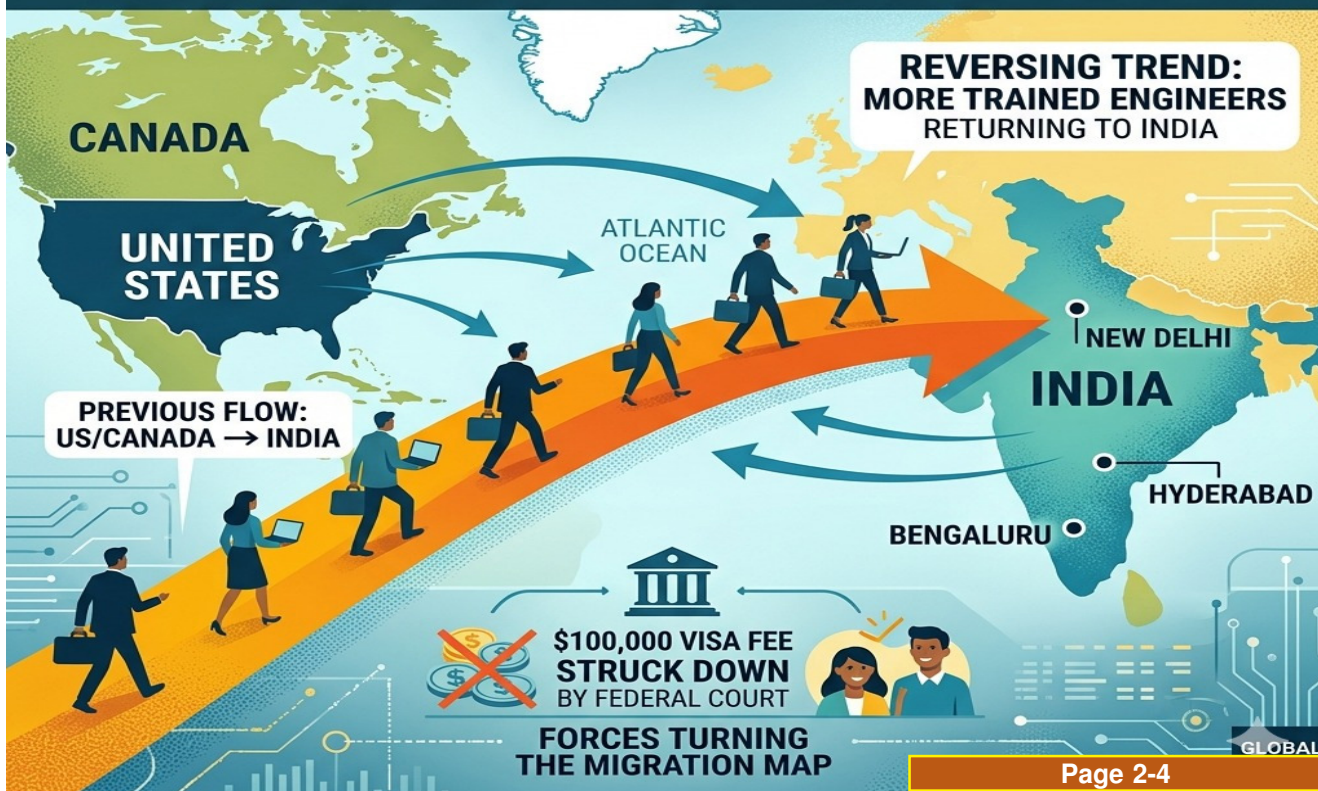 REVERSING TREND:
MORE TRAINED ENGINEERS
RETURNING TO INDIA
CANADA
UNITED
STATES
ATLANTIC
OCEAN
NEW DELHI
INDIA
PREVIOUS FLOW:
US/CANADA → INDIA
HYDERABAD
BENGALURU
$100,000 VISA FEE
STRUCK DOWN
BY FEDERAL COURT
FORCES TURNING
THE MIGRATION MAP
GLOBAL
Page 2-4